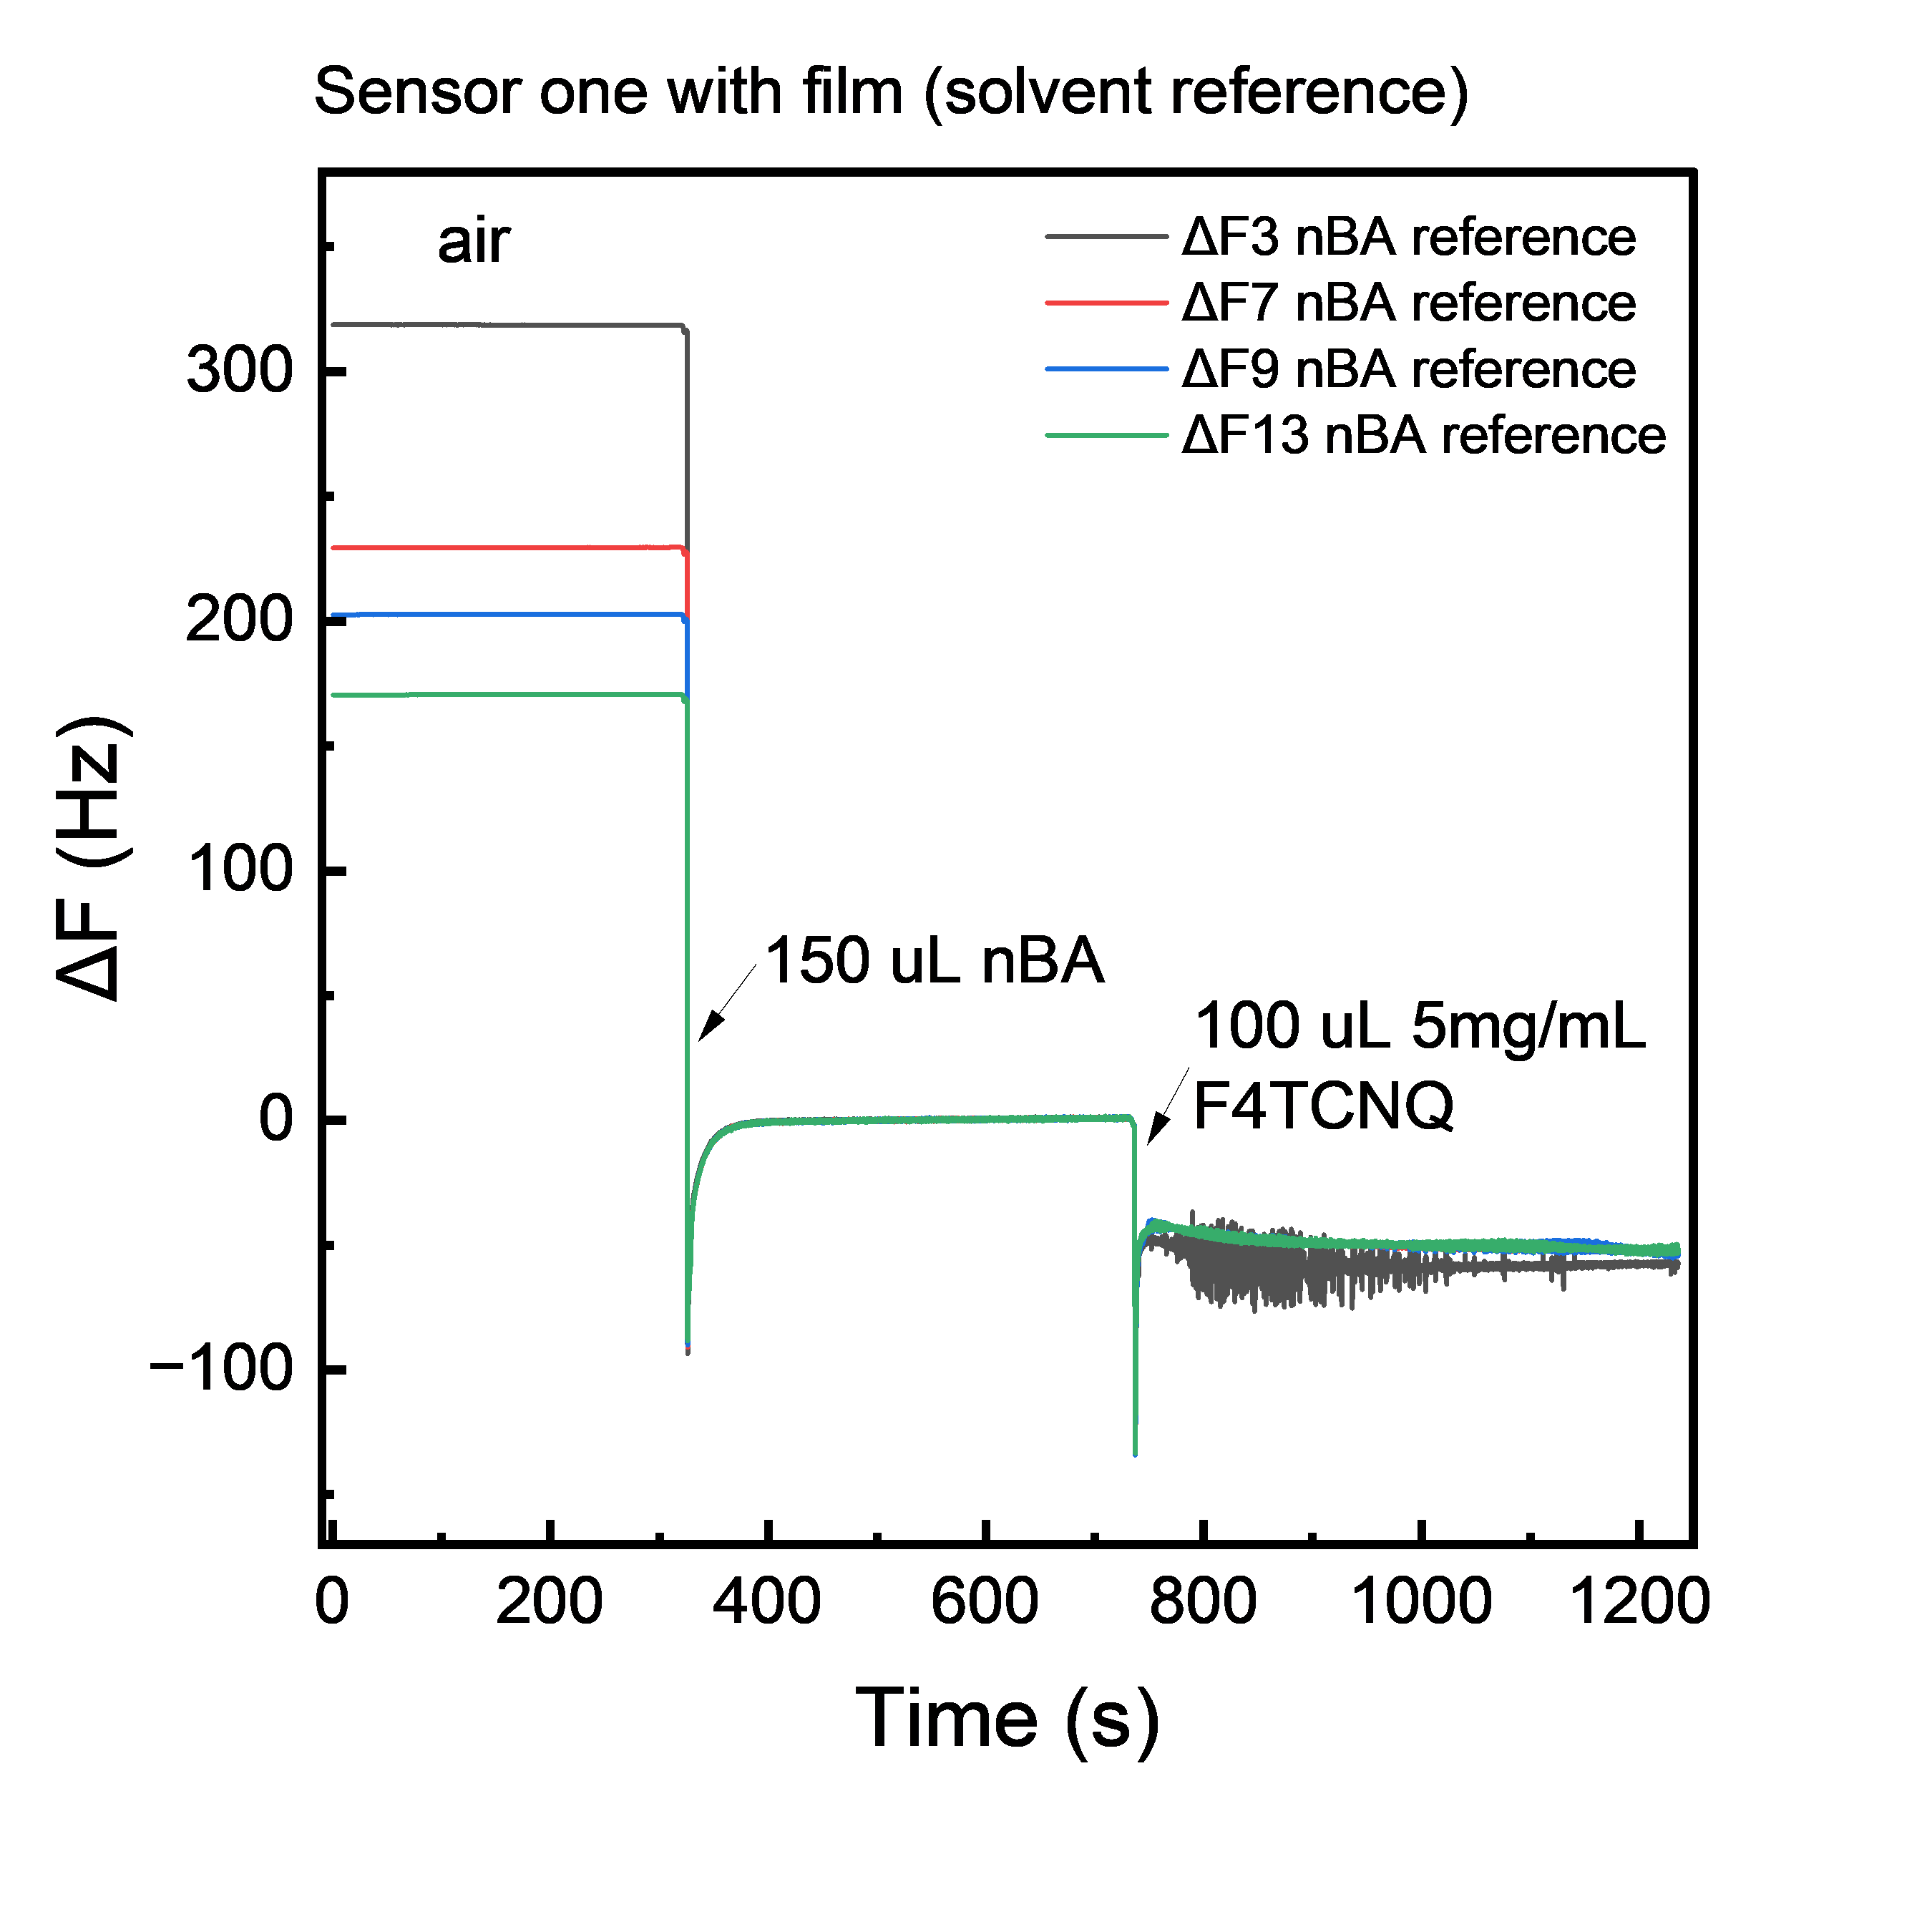 Sensor one with film (solvent reference)
air
ΔF3 nBA reference
ΔF7 nBA reference
ΔF9 nBA reference
ΔF13 nBA reference
300
200
100
0
−100
ΔF (Hz)
150 uL nBA
100 uL 5mg/mL
F4TCNQ
0 200 400 600 800 1000 1200
Time (s)